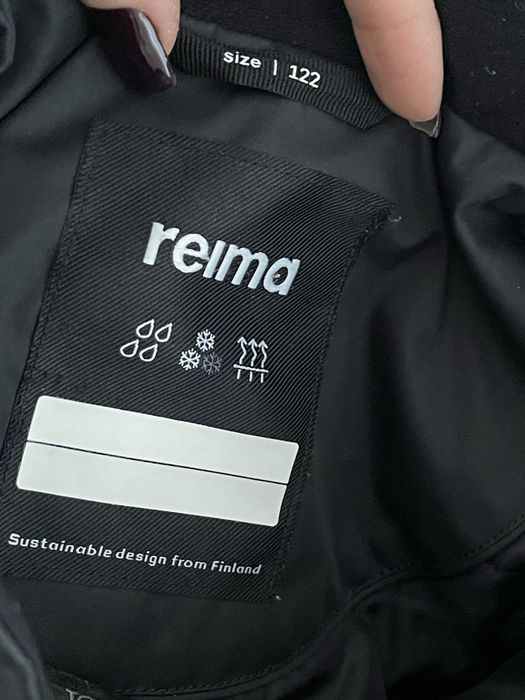 size | 122
reima
Sustainable design from Finland